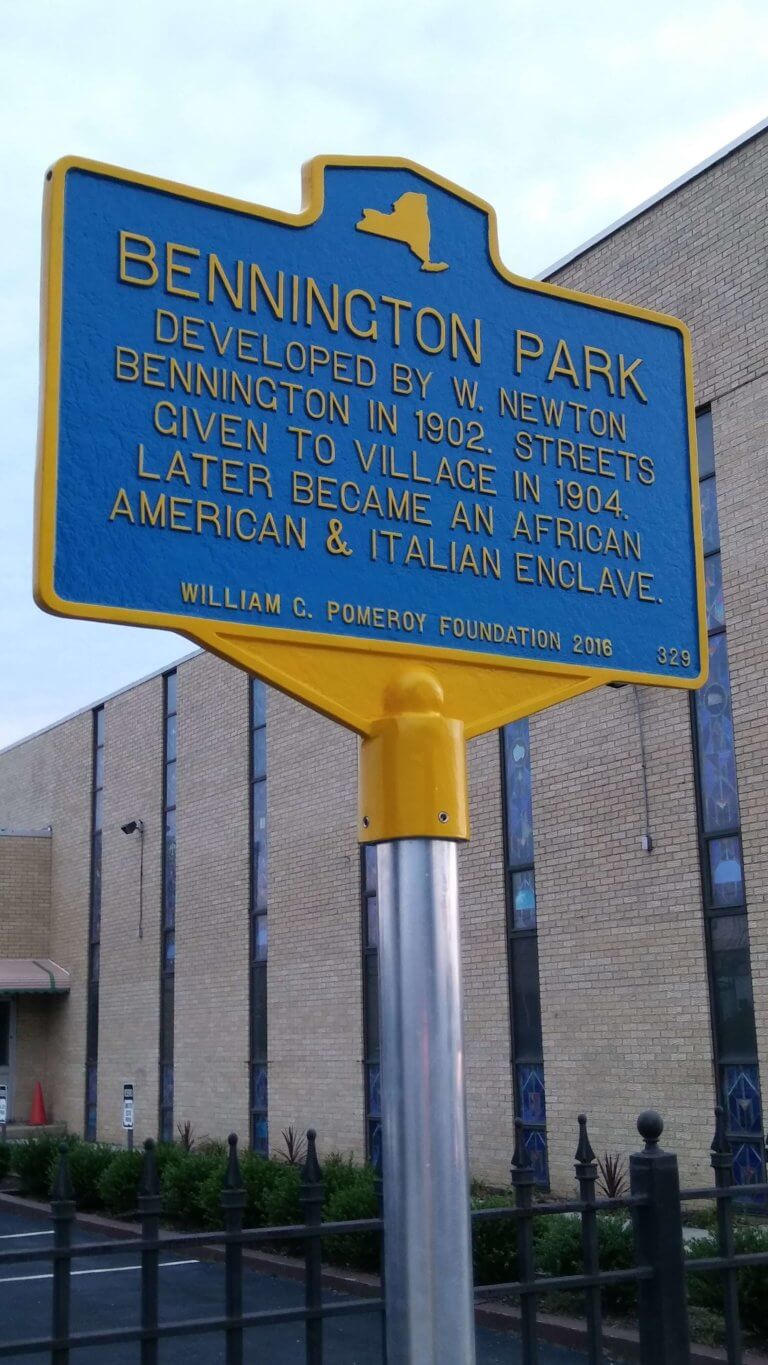 BENNINGTON PARK
DEVELOPED BY W. NEWTON
BENNINGTON IN 1902. STREETS
GIVEN TO VILLAGE IN 1904.
LATER BECAME AN AFRICAN
AMERICAN & ITALIAN ENCLAVE.
WILLIAM G. POMEROY FOUNDATION 2016 329